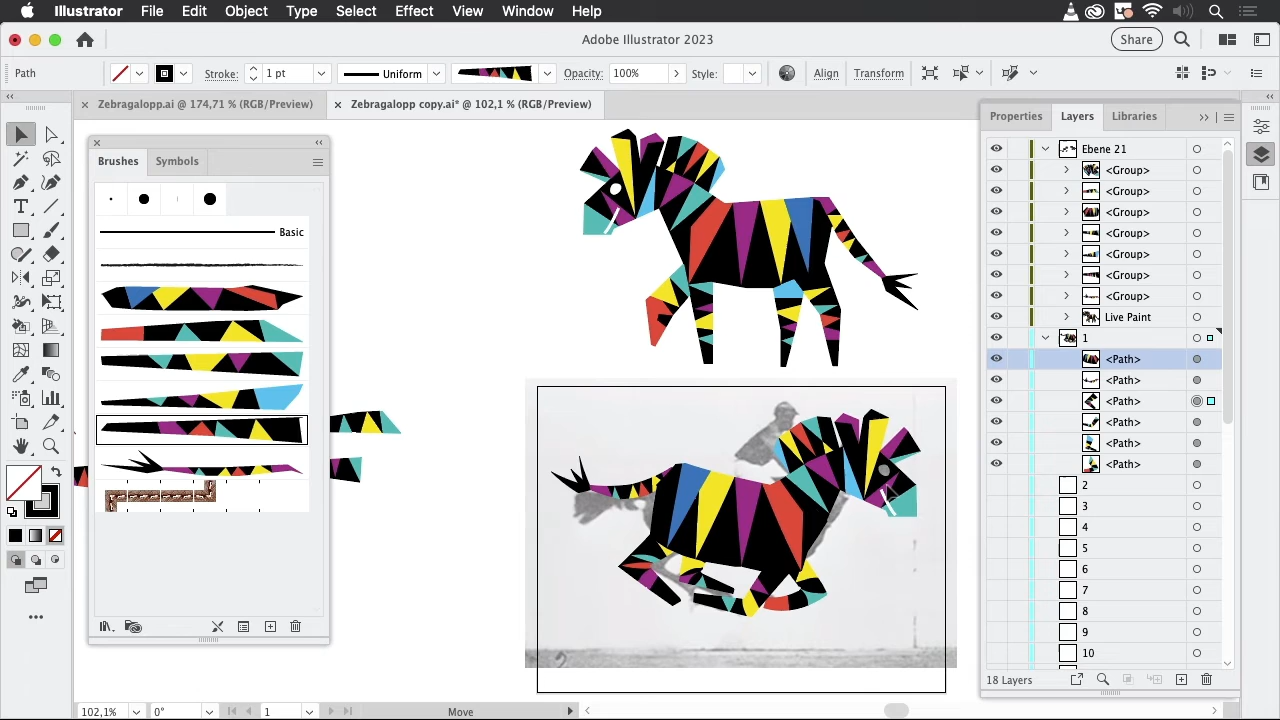 Illustrator File Edit Object Type Select Effect View Window Help
Adobe Illustrator 2023
Share
Path Stroke: 1 pt Uniform Opacity: 100% Style: Align Transform
Zebragalopp.ai @ 174,71 % (RGB/Preview)
Zebragalopp copy.ai* @ 102,1 % (RGB/Preview)
Brushes Symbols
Basic
Properties Layers Libraries
Ebene 21
<Group>
<Group>
<Group>
<Group>
<Group>
<Group>
<Group>
Live Paint
1
<Path>
<Path>
<Path>
<Path>
<Path>
<Path>
2
3
4
5
6
7
8
9
10
18 Layers
102,1% 0° 1 Move